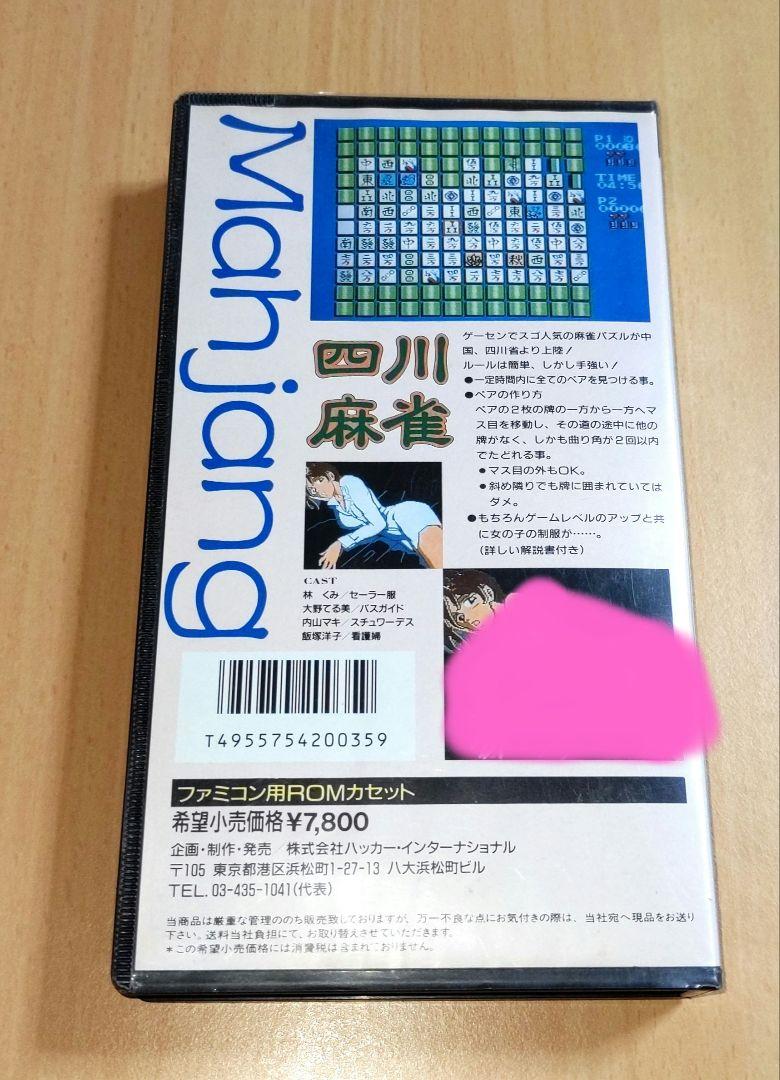 Mahjang
P1
TIME
P2
四川
麻雀
ゲーセンでスゴ人気の麻雀パズルが中
国、四川省より上陸！
ルールは簡単、しかし手強い！
●一定時間内に全てのペアを見つける事。
●ペアの作り方
ペアの2枚の牌の一方から一方へマ
ス目を移動し、その道の途中に他の
牌がなく、しかも曲り角が2回以内
でたどれる事。
●マス目の外もOK。
●斜め隣りでも牌に囲まれていては
ダメ。
●もちろんゲームレベルのアップと共
に女の子の制服が……。
（詳しい解説書付き）
CAST
林 くみ／セーラー服
大野てる美／バスガイド
内山マキ／スチュワーデス
飯塚洋子／看護婦
T4955754200359
ファミコン用ROMカセット
希望小売価格¥7,800
企画・制作・発売／株式会社ハッカー・インターナショナル
〒105 東京都港区浜松町1-27-13 八大浜松町ビル
TEL. 03-435-1041(代表)
当商品は厳重な管理ののち販売致しておりますが、万一不良な点にお気付きの際は、当社宛へ現品をお送り
下さい。送料当社負担にて、お取り替えさせていただきます。
＊この希望小売価格には消費税は含まれておりません。